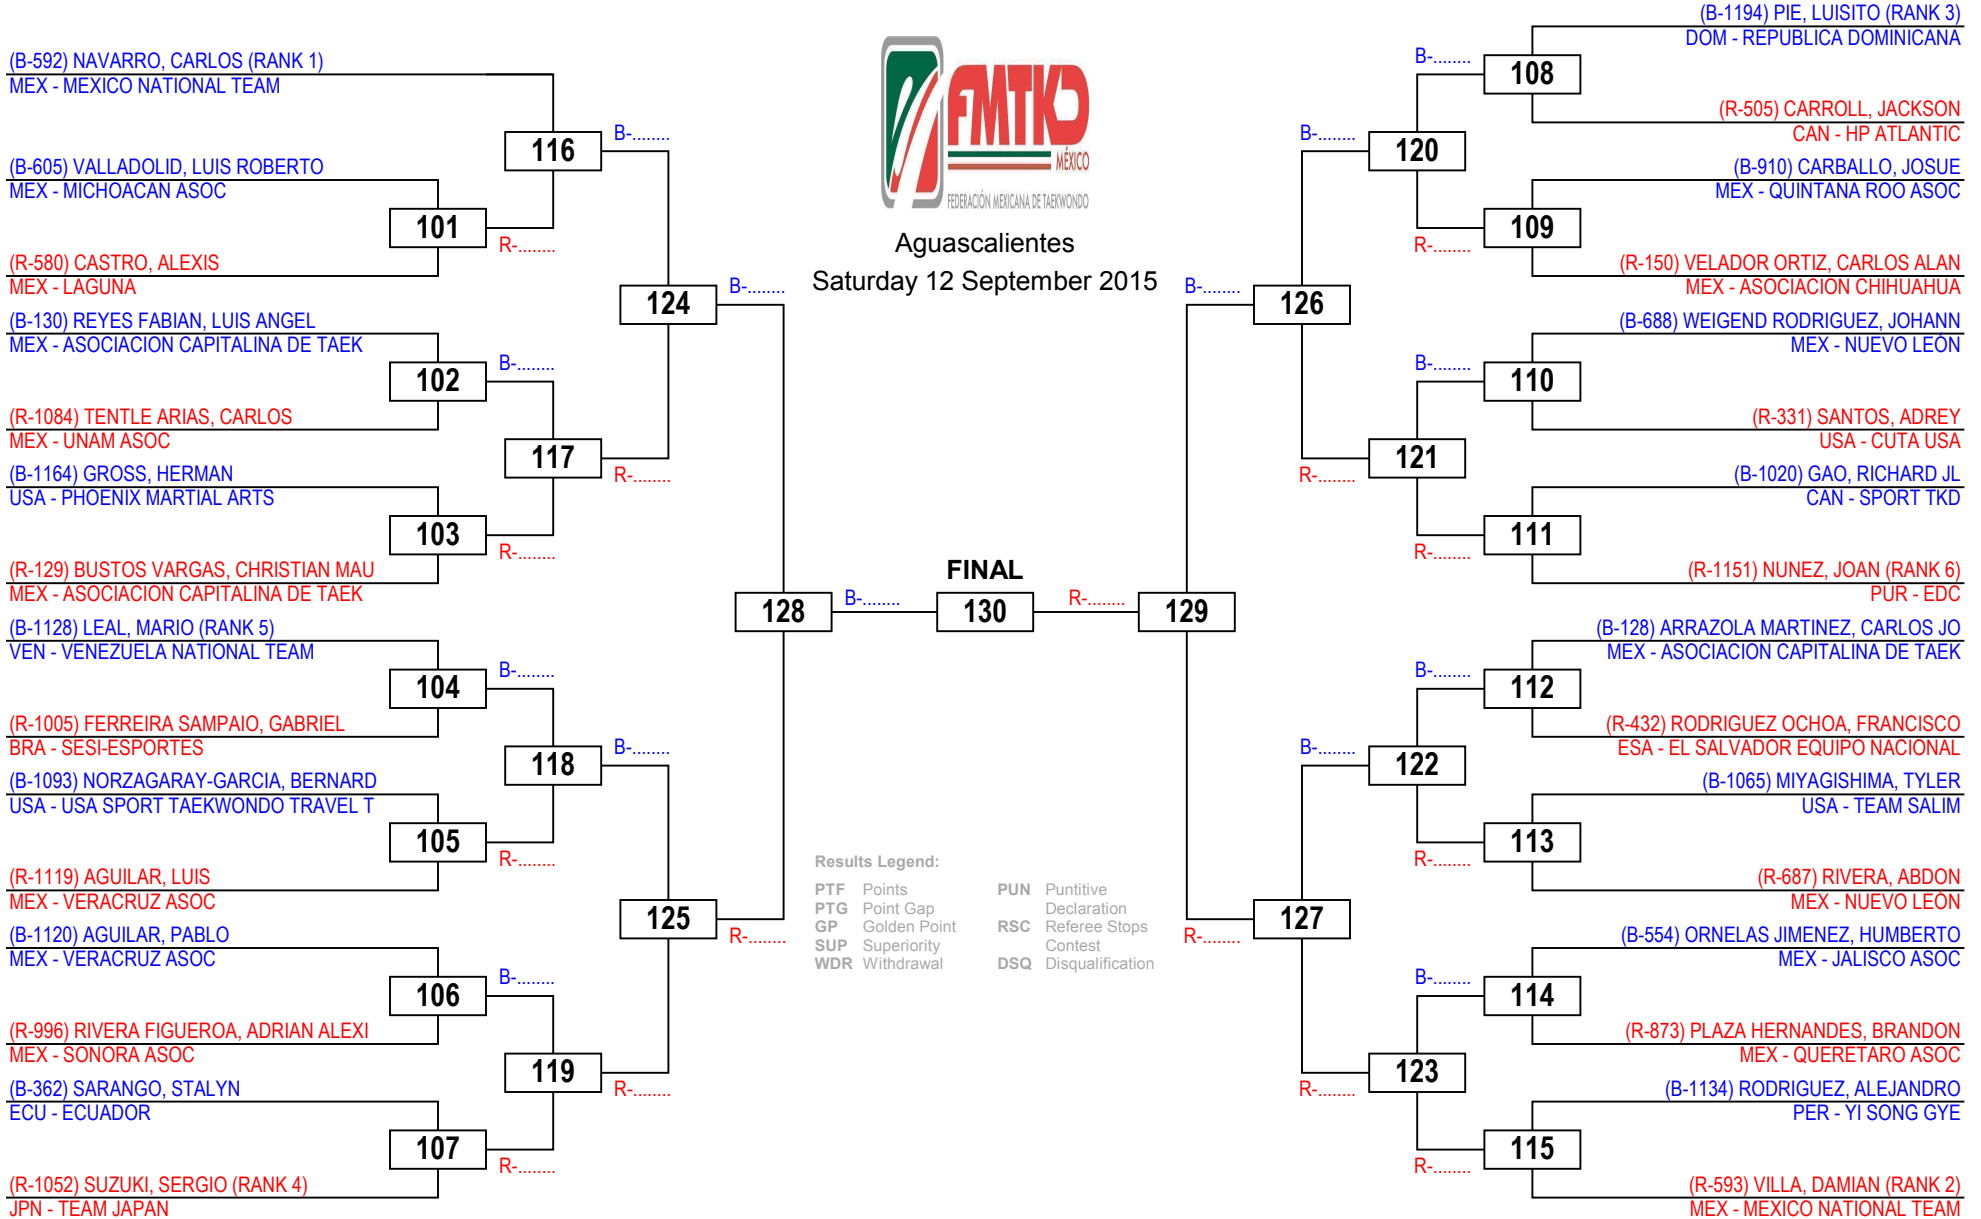 (B-592) NAVARRO, CARLOS (RANK 1)
MEX - MEXICO NATIONAL TEAM
(B-605) VALLADOLID, LUIS ROBERTO
MEX - MICHOACAN ASOC
(R-580) CASTRO, ALEXIS
MEX - LAGUNA
(B-130) REYES FABIAN, LUIS ANGEL
MEX - ASOCIACION CAPITALINA DE TAEK
(R-1084) TENTLE ARIAS, CARLOS
MEX - UNAM ASOC
(B-1164) GROSS, HERMAN
USA - PHOENIX MARTIAL ARTS
(R-129) BUSTOS VARGAS, CHRISTIAN MAU
MEX - ASOCIACION CAPITALINA DE TAEK
(B-1128) LEAL, MARIO (RANK 5)
VEN - VENEZUELA NATIONAL TEAM
(R-1005) FERREIRA SAMPAIO, GABRIEL
BRA - SESI-ESPORTES
(B-1093) NORZAGARAY-GARCIA, BERNARD
USA - USA SPORT TAEKWONDO TRAVEL T
(R-1119) AGUILAR, LUIS
MEX - VERACRUZ ASOC
(B-1120) AGUILAR, PABLO
MEX - VERACRUZ ASOC
(R-996) RIVERA FIGUEROA, ADRIAN ALEXI
MEX - SONORA ASOC
(B-362) SARANGO, STALYN
ECU - ECUADOR
(R-1052) SUZUKI, SERGIO (RANK 4)
JPN - TEAM JAPAN
101
R-........
102
B-........
103
R-........
104
B-........
105
R-........
106
B-........
107
R-........
116
B-........
117
R-........
118
B-........
119
R-........
124
B-........
125
R-........
128
B-........
FMTKD
MÉXICO
FEDERACIÓN MEXICANA DE TAEKWONDO
Aguascalientes
Saturday 12 September 2015
FINAL
130
Results Legend:
PTF Points
PTG Point Gap
GP Golden Point
SUP Superiority
WDR Withdrawal
PUN Puntitive
Declaration
RSC Referee Stops
Contest
DSQ Disqualification
R-........
129
B-........
126
R-........
127
B-........
120
R-........
121
B-........
122
R-........
123
B-........
108
R-........
109
B-........
110
R-........
111
B-........
112
R-........
113
B-........
114
R-........
115
(B-1194) PIE, LUISITO (RANK 3)
DOM - REPUBLICA DOMINICANA
(R-505) CARROLL, JACKSON
CAN - HP ATLANTIC
(B-910) CARBALLO, JOSUE
MEX - QUINTANA ROO ASOC
(R-150) VELADOR ORTIZ, CARLOS ALAN
MEX - ASOCIACION CHIHUAHUA
(B-688) WEIGEND RODRIGUEZ, JOHANN
MEX - NUEVO LEÓN
(R-331) SANTOS, ADREY
USA - CUTA USA
(B-1020) GAO, RICHARD JL
CAN - SPORT TKD
(R-1151) NUNEZ, JOAN (RANK 6)
PUR - EDC
(B-128) ARRAZOLA MARTINEZ, CARLOS JO
MEX - ASOCIACION CAPITALINA DE TAEK
(R-432) RODRIGUEZ OCHOA, FRANCISCO
ESA - EL SALVADOR EQUIPO NACIONAL
(B-1065) MIYAGISHIMA, TYLER
USA - TEAM SALIM
(R-687) RIVERA, ABDON
MEX - NUEVO LEÓN
(B-554) ORNELAS JIMENEZ, HUMBERTO
MEX - JALISCO ASOC
(R-873) PLAZA HERNANDES, BRANDON
MEX - QUERETARO ASOC
(B-1134) RODRIGUEZ, ALEJANDRO
PER - YI SONG GYE
(R-593) VILLA, DAMIAN (RANK 2)
MEX - MEXICO NATIONAL TEAM